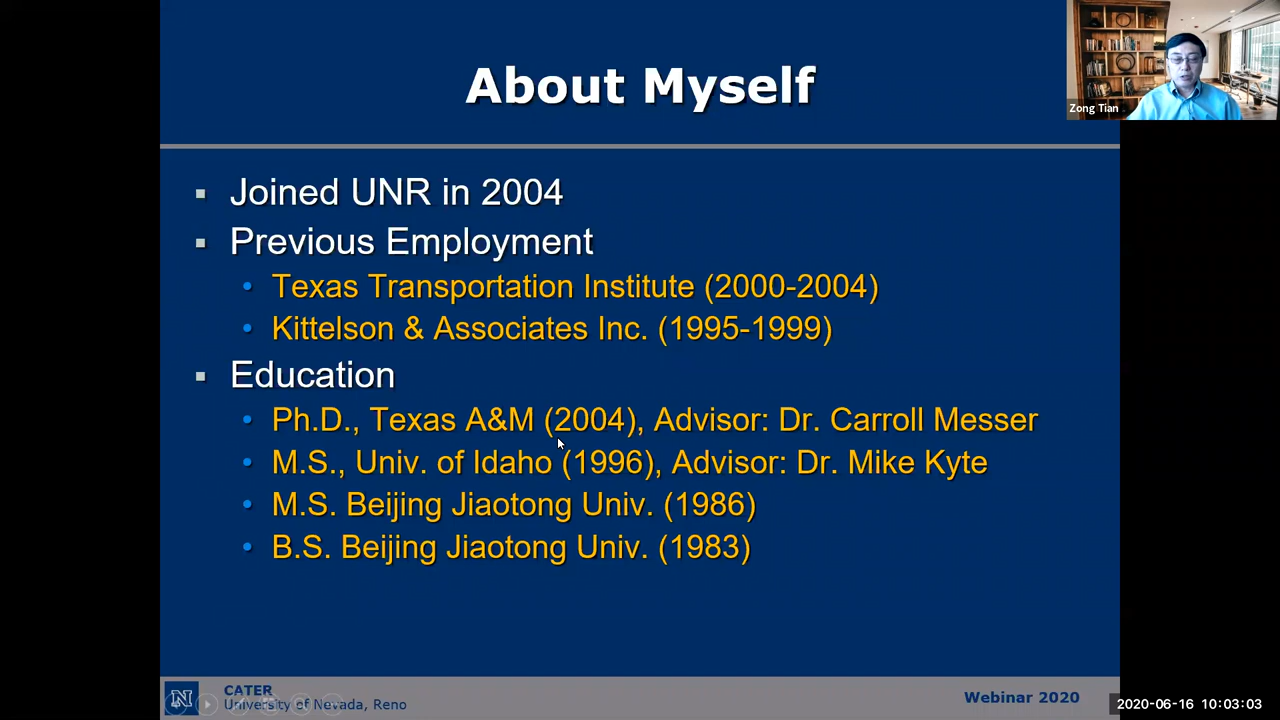 About Myself
Zong Tian
Joined UNR in 2004
Previous Employment
Texas Transportation Institute (2000-2004)
Kittelson & Associates Inc. (1995-1999)
Education
Ph.D., Texas A&M (2004), Advisor: Dr. Carroll Messer
M.S., Univ. of Idaho (1996), Advisor: Dr. Mike Kyte
M.S. Beijing Jiaotong Univ. (1986)
B.S. Beijing Jiaotong Univ. (1983)
N
CATER
University of Nevada, Reno
Webinar 2020
2020-06-16 10:03:03